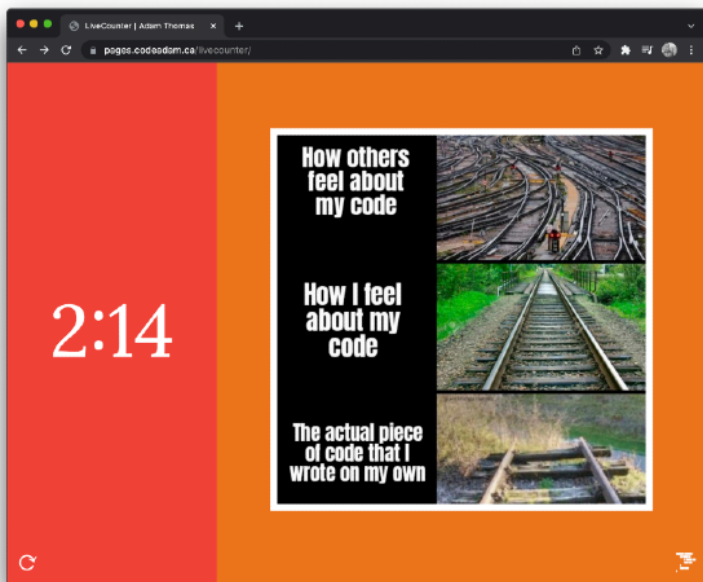 LiveCounter | Adam Thomas
pages.codeadam.ca/livecounter/
2:14
How others
feel about
my code
How I feel
about my
code
The actual piece
of code that I
wrote on my own